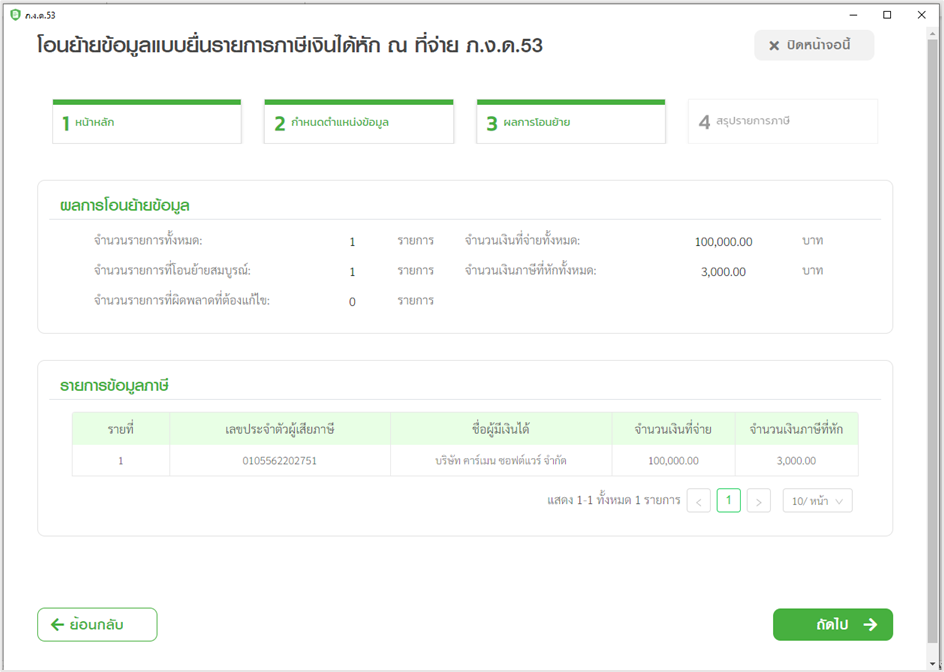 ภ.ง.ด.53
โอนย้ายข้อมูลแบบยื่นรายการภาษีเงินได้หัก ณ ที่จ่าย ภ.ง.ด.53
ปิดหน้าจอนี้
1 หน้าหลัก
2 กำหนดตำแหน่งข้อมูล
3 ผลการโอนย้าย
4 สรุปรายการภาษี
ผลการโอนย้ายข้อมูล
จำนวนรายการทั้งหมด: 1 รายการ จำนวนเงินที่จ่ายทั้งหมด: 100,000.00 บาท
จำนวนรายการที่โอนย้ายสมบูรณ์: 1 รายการ จำนวนเงินภาษีที่หักทั้งหมด: 3,000.00 บาท
จำนวนรายการที่ผิดพลาดที่ต้องแก้ไข: 0 รายการ
รายการข้อมูลภาษี
รายที่ เลขประจำตัวผู้เสียภาษี ชื่อผู้มีเงินได้ จำนวนเงินที่จ่าย จำนวนเงินภาษีที่หัก
1 0105562202751 บริษัท คาร์เมน ซอฟต์แวร์ จำกัด 100,000.00 3,000.00
แสดง 1-1 ทั้งหมด 1 รายการ < 1 > 10/ หน้า
ย้อนกลับ
ถัดไป